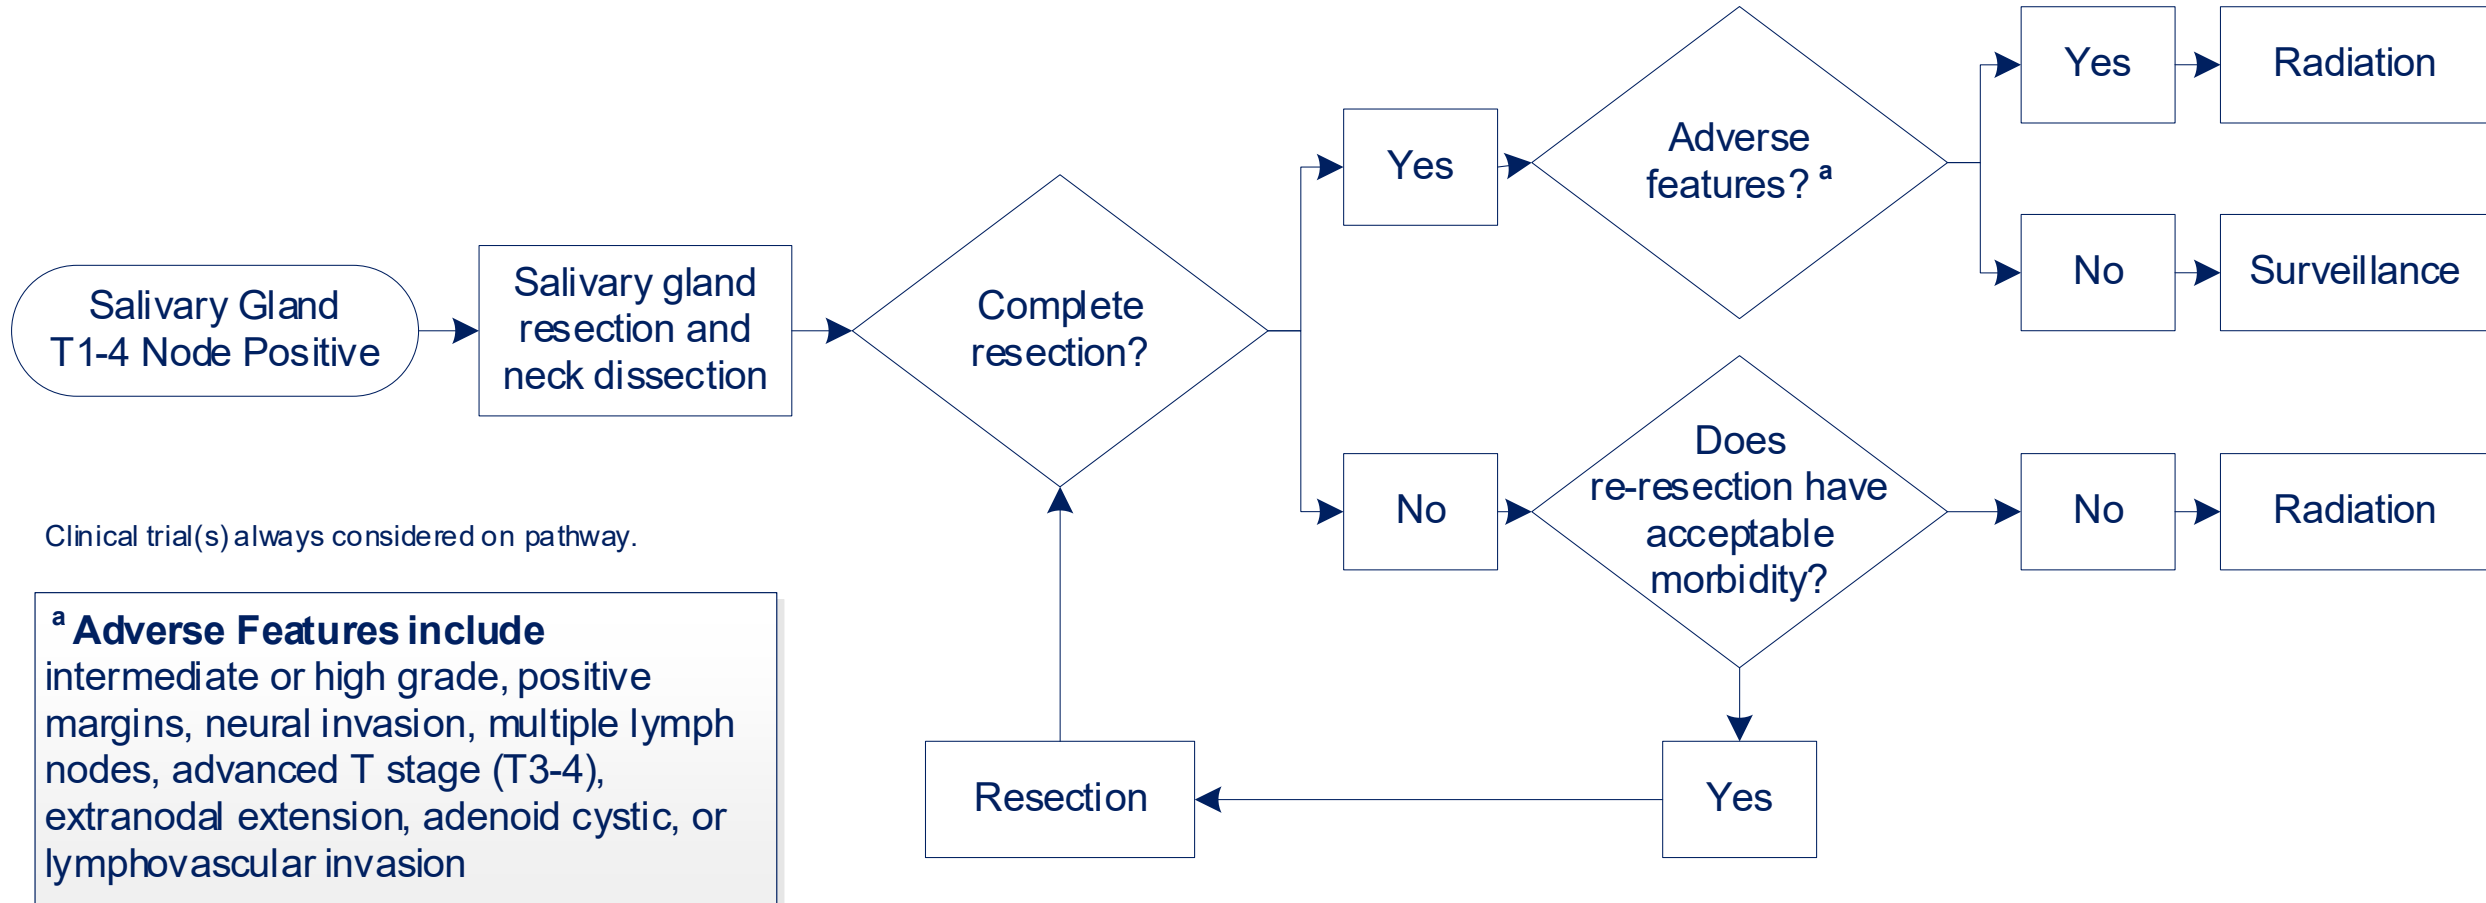 Salivary Gland
T1-4 Node Positive
Salivary gland
resection and
neck dissection
Complete
resection?
Yes
Adverse
features? a
Yes
Radiation
No
Surveillance
No
Does
re-resection have
acceptable
morbidity?
No
Radiation
Yes
Resection
Clinical trial(s) always considered on pathway.
a Adverse Features include
intermediate or high grade, positive
margins, neural invasion, multiple lymph
nodes, advanced T stage (T3-4),
extranodal extension, adenoid cystic, or
lymphovascular invasion